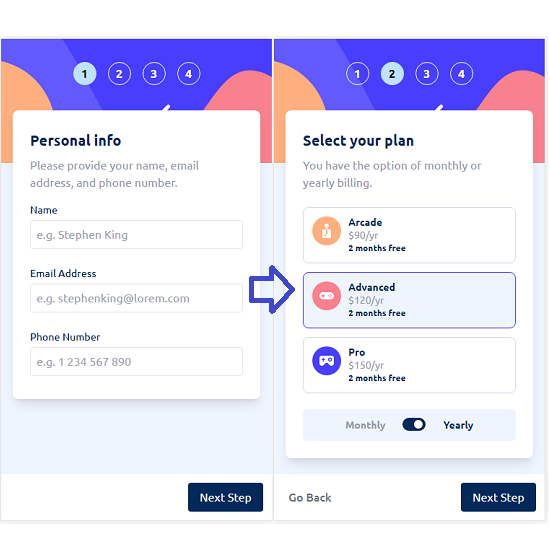 1 2 3 4
Personal info
Please provide your name, email
address, and phone number.
Name
e.g. Stephen King
Email Address
e.g. stephenking@lorem.com
Phone Number
e.g. 1 234 567 890
Next Step
1 2 3 4
Select your plan
You have the option of monthly or
yearly billing.
Arcade
$90/yr
2 months free
Advanced
$120/yr
2 months free
Pro
$150/yr
2 months free
Monthly Yearly
Go Back Next Step